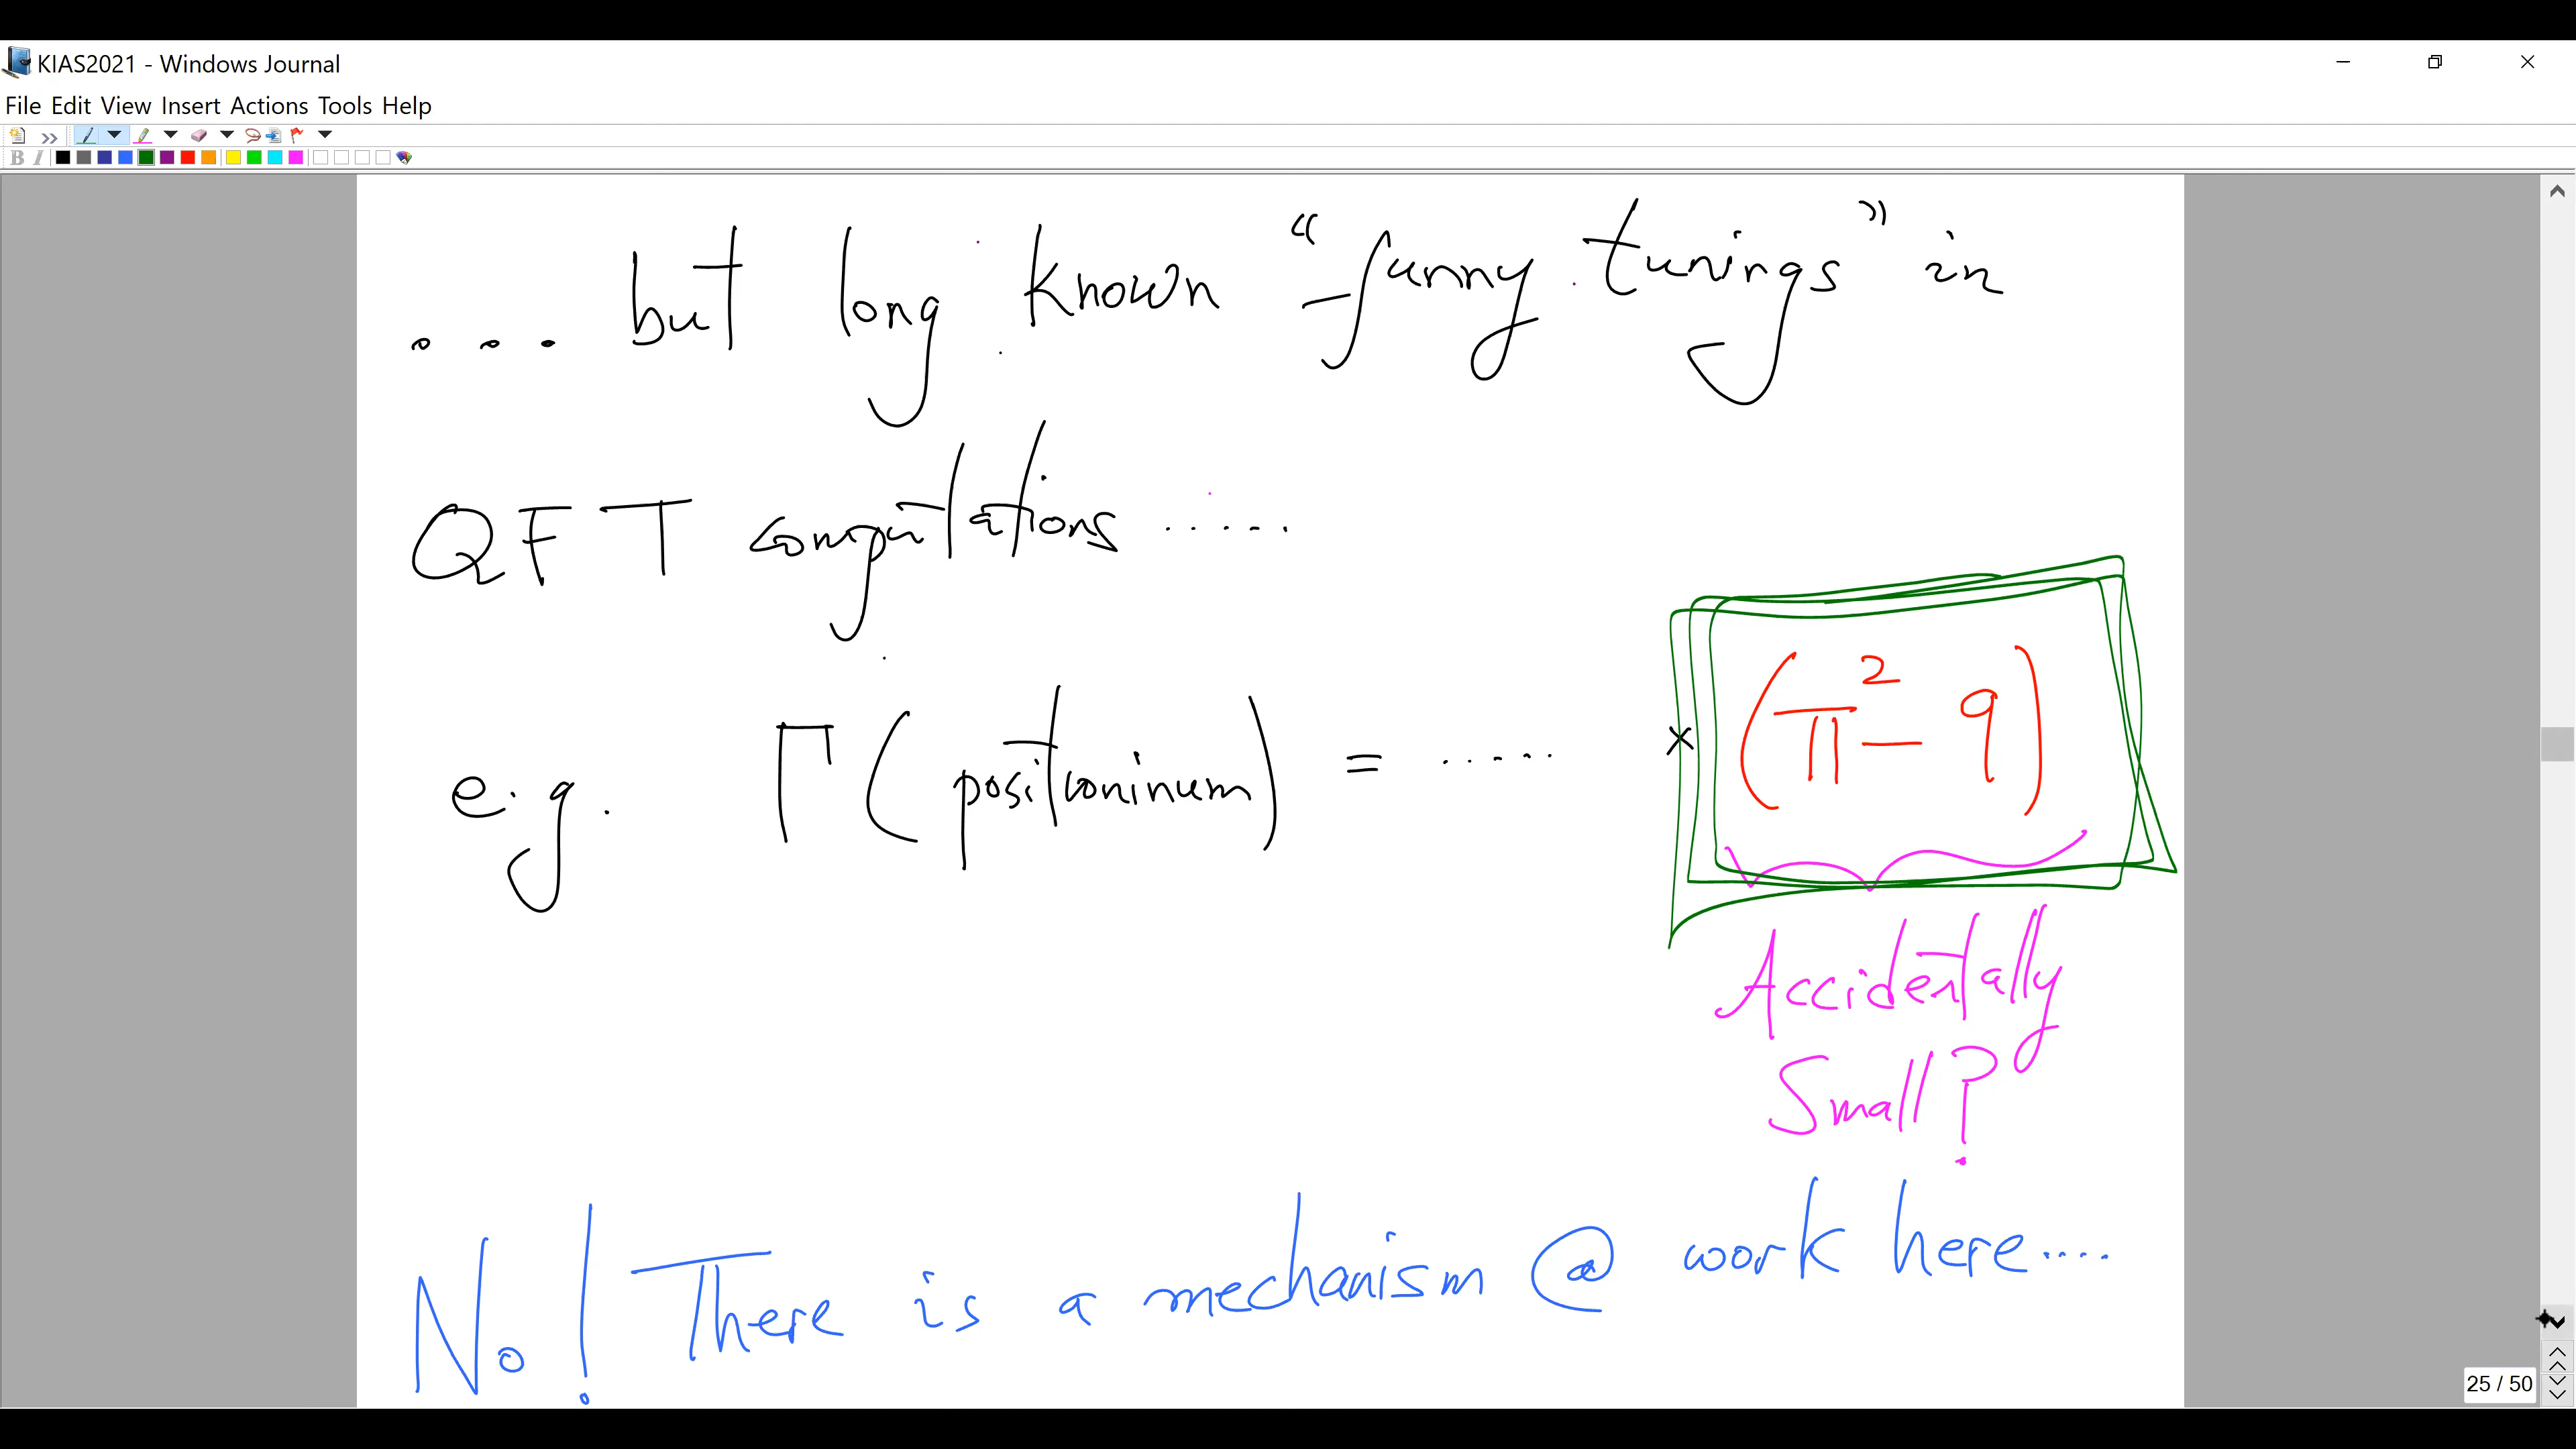 KIAS2021 - Windows Journal
File Edit View Insert Actions Tools Help
B I
.... but long known "funny tunings" in
QFT computations .....
e.g. Γ(positroninum) = ..... × (π² - 9)
Accidentally
Small?
No! There is a mechanism @ work here....
25 / 50